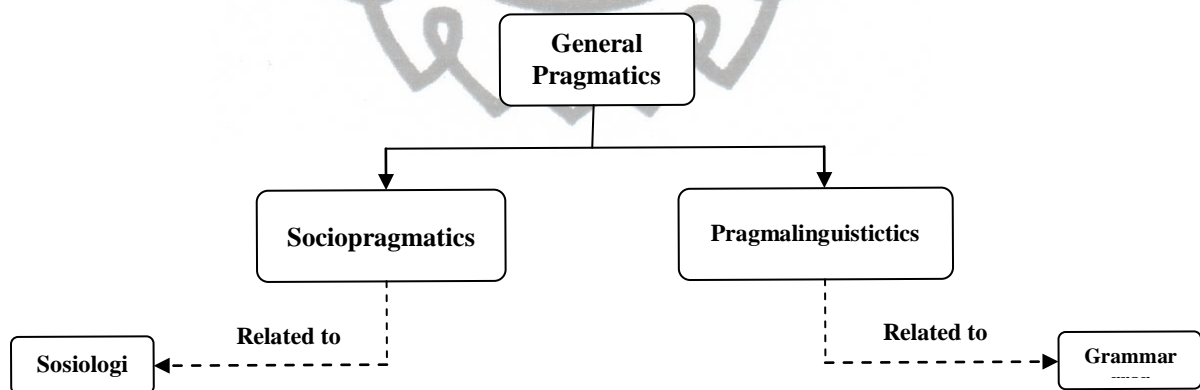 General
Pragmatics
Sociopragmatics
Pragmalinguistictics
Related to
Related to
Sosiologi
Grammar